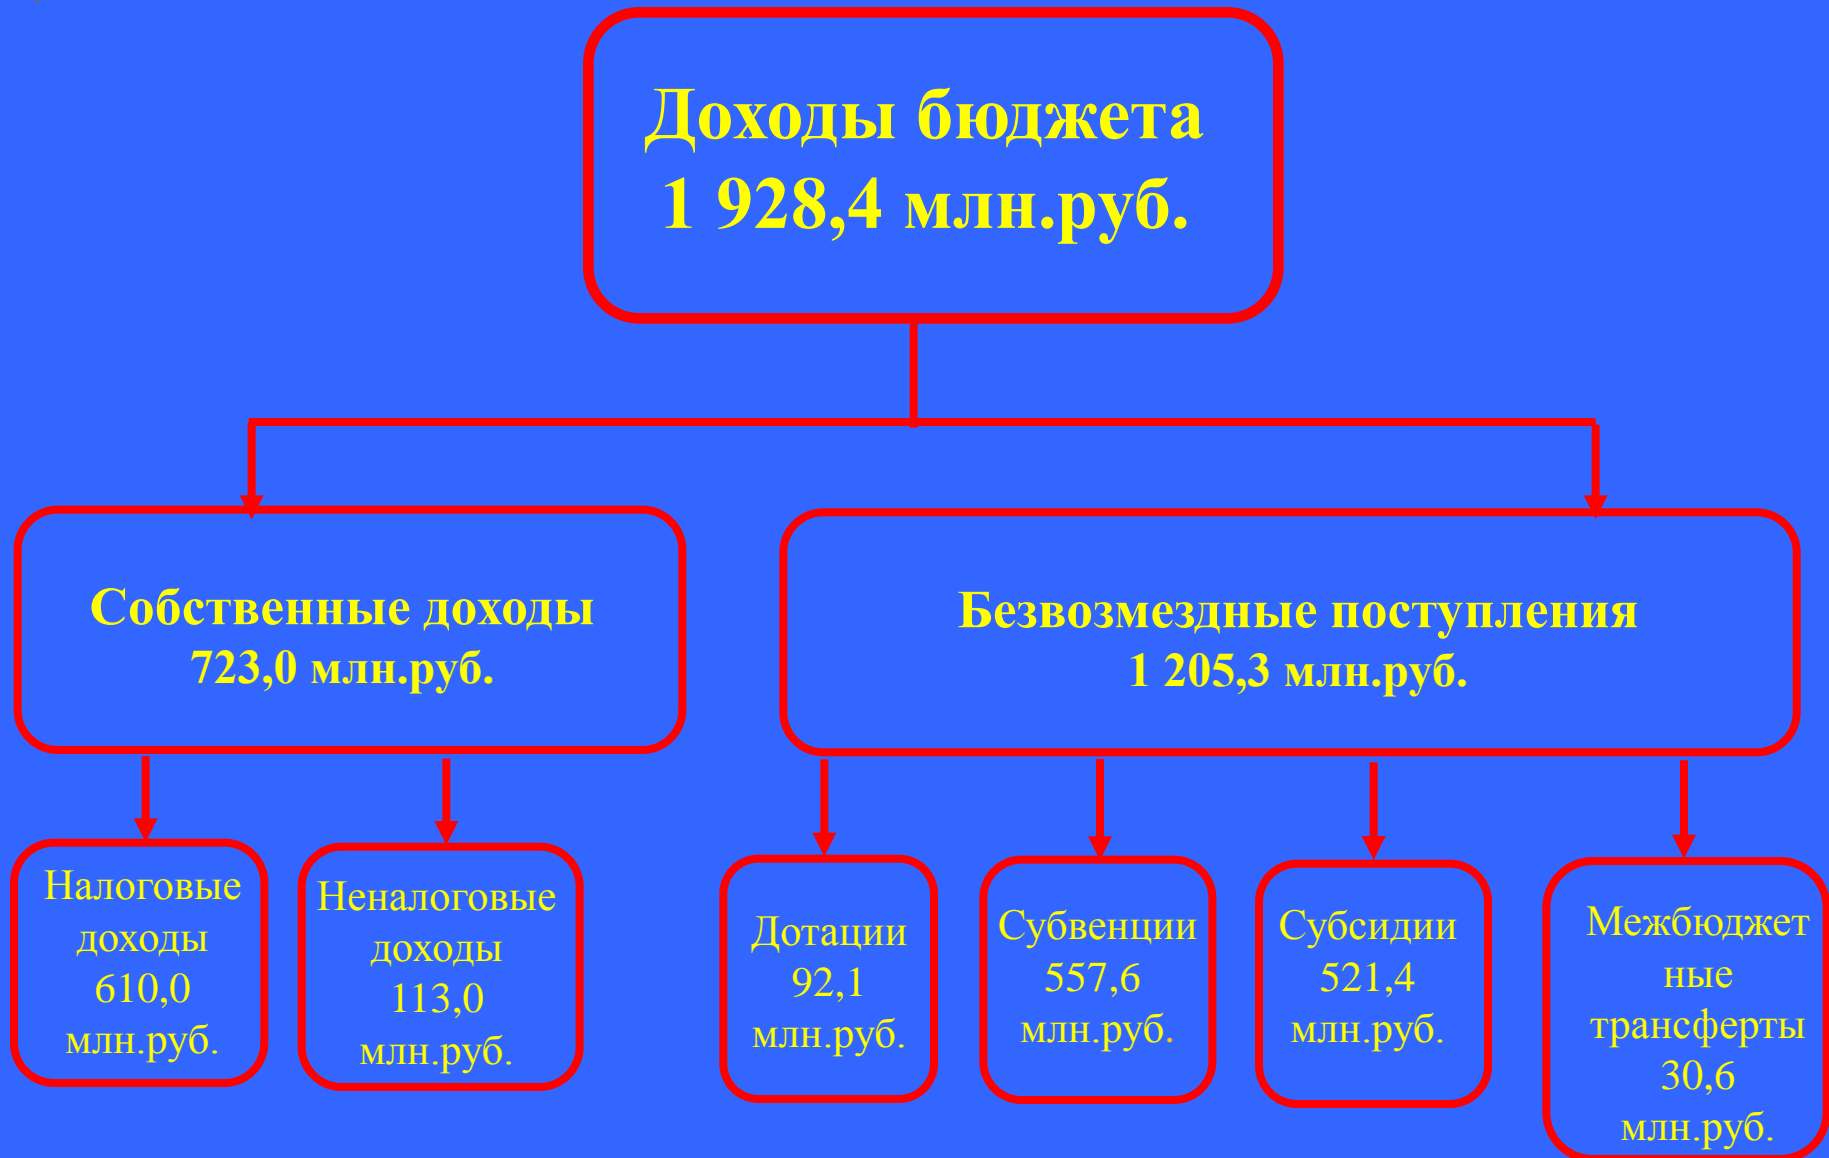 Доходы бюджета
1 928,4 млн.руб.
Собственные доходы
723,0 млн.руб.
Безвозмездные поступления
1 205,3 млн.руб.
Налоговые
доходы
610,0
млн.руб.
Неналоговые
доходы
113,0
млн.руб.
Дотации
92,1
млн.руб.
Субвенции
557,6
млн.руб.
Субсидии
521,4
млн.руб.
Межбюджет
ные
трансферты
30,6
млн.руб.